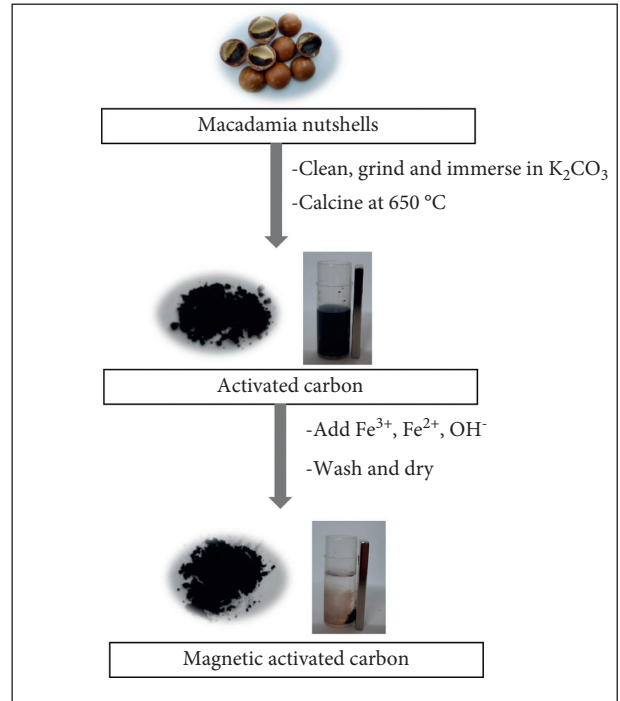 Macadamia nutshells
-Clean, grind and immerse in K₂CO₃
-Calcine at 650 °C
Activated carbon
-Add Fe³⁺, Fe²⁺, OH⁻
-Wash and dry
Magnetic activated carbon